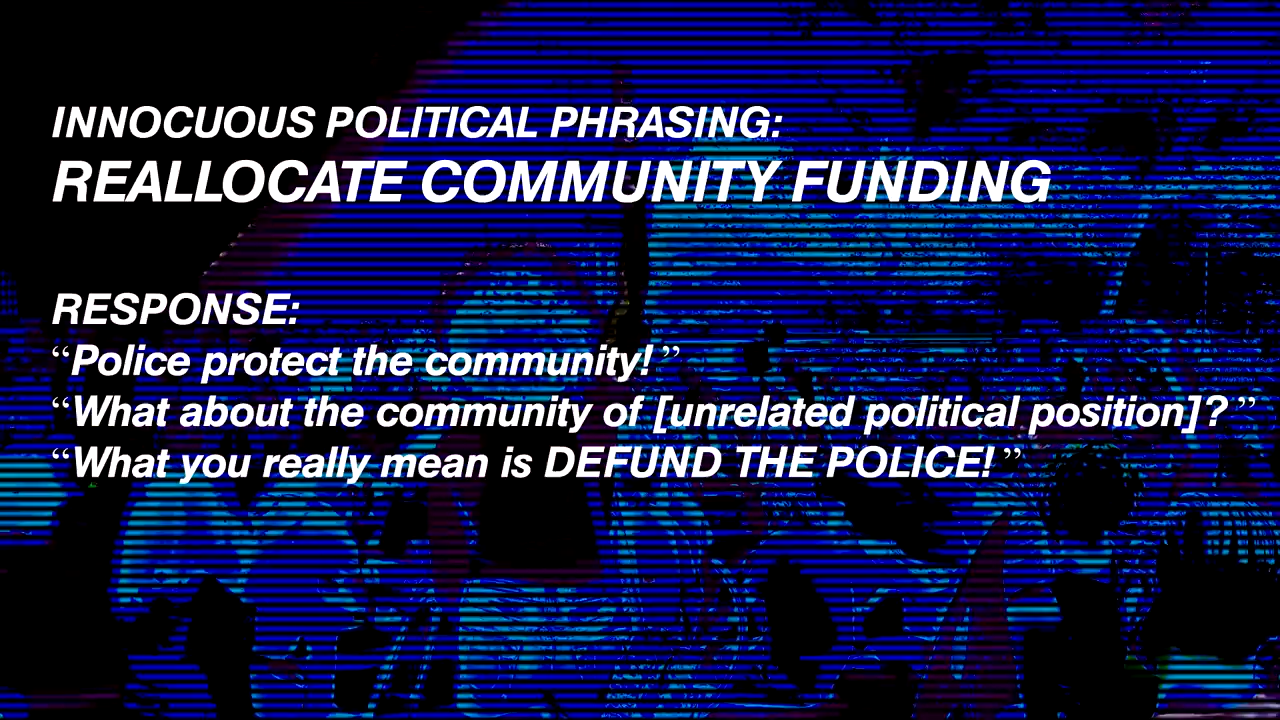 INNOCUOUS POLITICAL PHRASING:
REALLOCATE COMMUNITY FUNDING
RESPONSE:
“Police protect the community!”
“What about the community of [unrelated political position]?”
“What you really mean is DEFUND THE POLICE!”